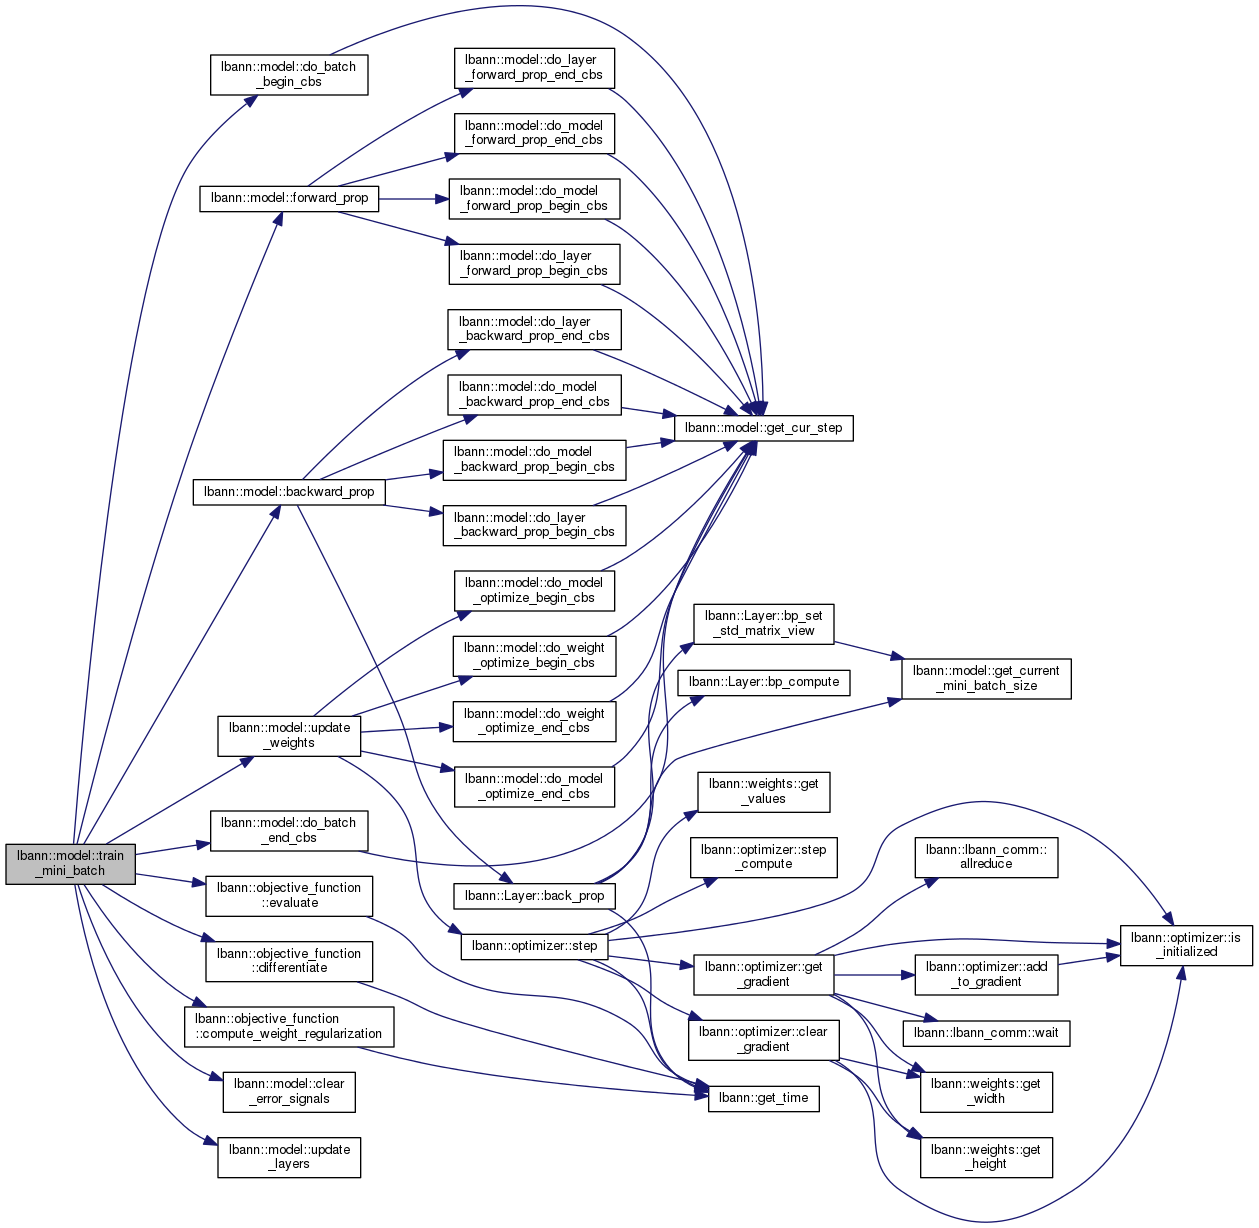 lbann::model::do_batch
_begin_cbs
lbann::model::do_layer
_forward_prop_end_cbs
lbann::model::do_model
_forward_prop_end_cbs
lbann::model::forward_prop
lbann::model::do_model
_forward_prop_begin_cbs
lbann::model::do_layer
_forward_prop_begin_cbs
lbann::model::do_layer
_backward_prop_end_cbs
lbann::model::do_model
_backward_prop_end_cbs
lbann::model::get_cur_step
lbann::model::do_model
_backward_prop_begin_cbs
lbann::model::backward_prop
lbann::model::do_layer
_backward_prop_begin_cbs
lbann::model::do_model
_optimize_begin_cbs
lbann::Layer::bp_set
_std_matrix_view
lbann::model::do_weight
_optimize_begin_cbs
lbann::model::get_current
_mini_batch_size
lbann::Layer::bp_compute
lbann::model::do_weight
_optimize_end_cbs
lbann::model::update
_weights
lbann::model::do_model
_optimize_end_cbs
lbann::weights::get
_values
lbann::model::do_batch
_end_cbs
lbann::optimizer::step
_compute
lbann::lbann_comm::
allreduce
lbann::model::train
_mini_batch
lbann::objective_function
::evaluate
lbann::Layer::back_prop
lbann::optimizer::step
lbann::optimizer::is
_initialized
lbann::objective_function
::differentiate
lbann::optimizer::get
_gradient
lbann::optimizer::add
_to_gradient
lbann::objective_function
::compute_weight_regularization
lbann::optimizer::clear
_gradient
lbann::lbann_comm::wait
lbann::model::clear
_error_signals
lbann::get_time
lbann::weights::get
_width
lbann::model::update
_layers
lbann::weights::get
_height